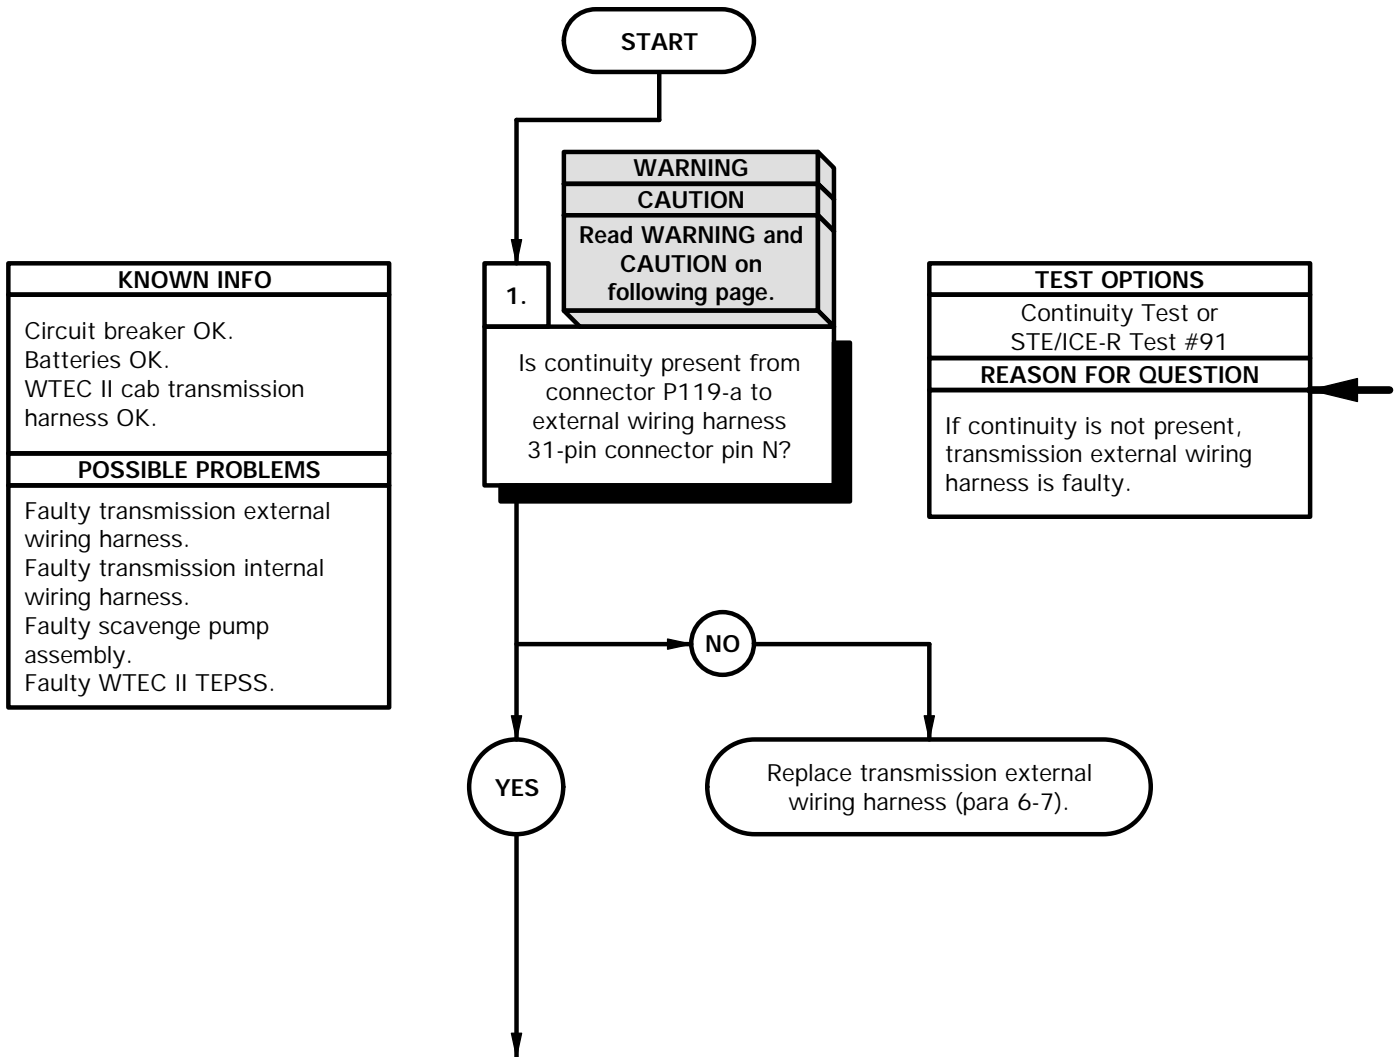 START
WARNING
CAUTION
Read WARNING and
CAUTION on
following page.
KNOWN INFO
Circuit breaker OK.
Batteries OK.
WTEC II cab transmission
harness OK.
POSSIBLE PROBLEMS
Faulty transmission external
wiring harness.
Faulty transmission internal
wiring harness.
Faulty scavenge pump
assembly.
Faulty WTEC II TEPSS.
1.
Is continuity present from
connector P119-a to
external wiring harness
31-pin connector pin N?
TEST OPTIONS
Continuity Test or
STE/ICE-R Test #91
REASON FOR QUESTION
If continuity is not present,
transmission external wiring
harness is faulty.
NO
YES
Replace transmission external
wiring harness (para 6-7).